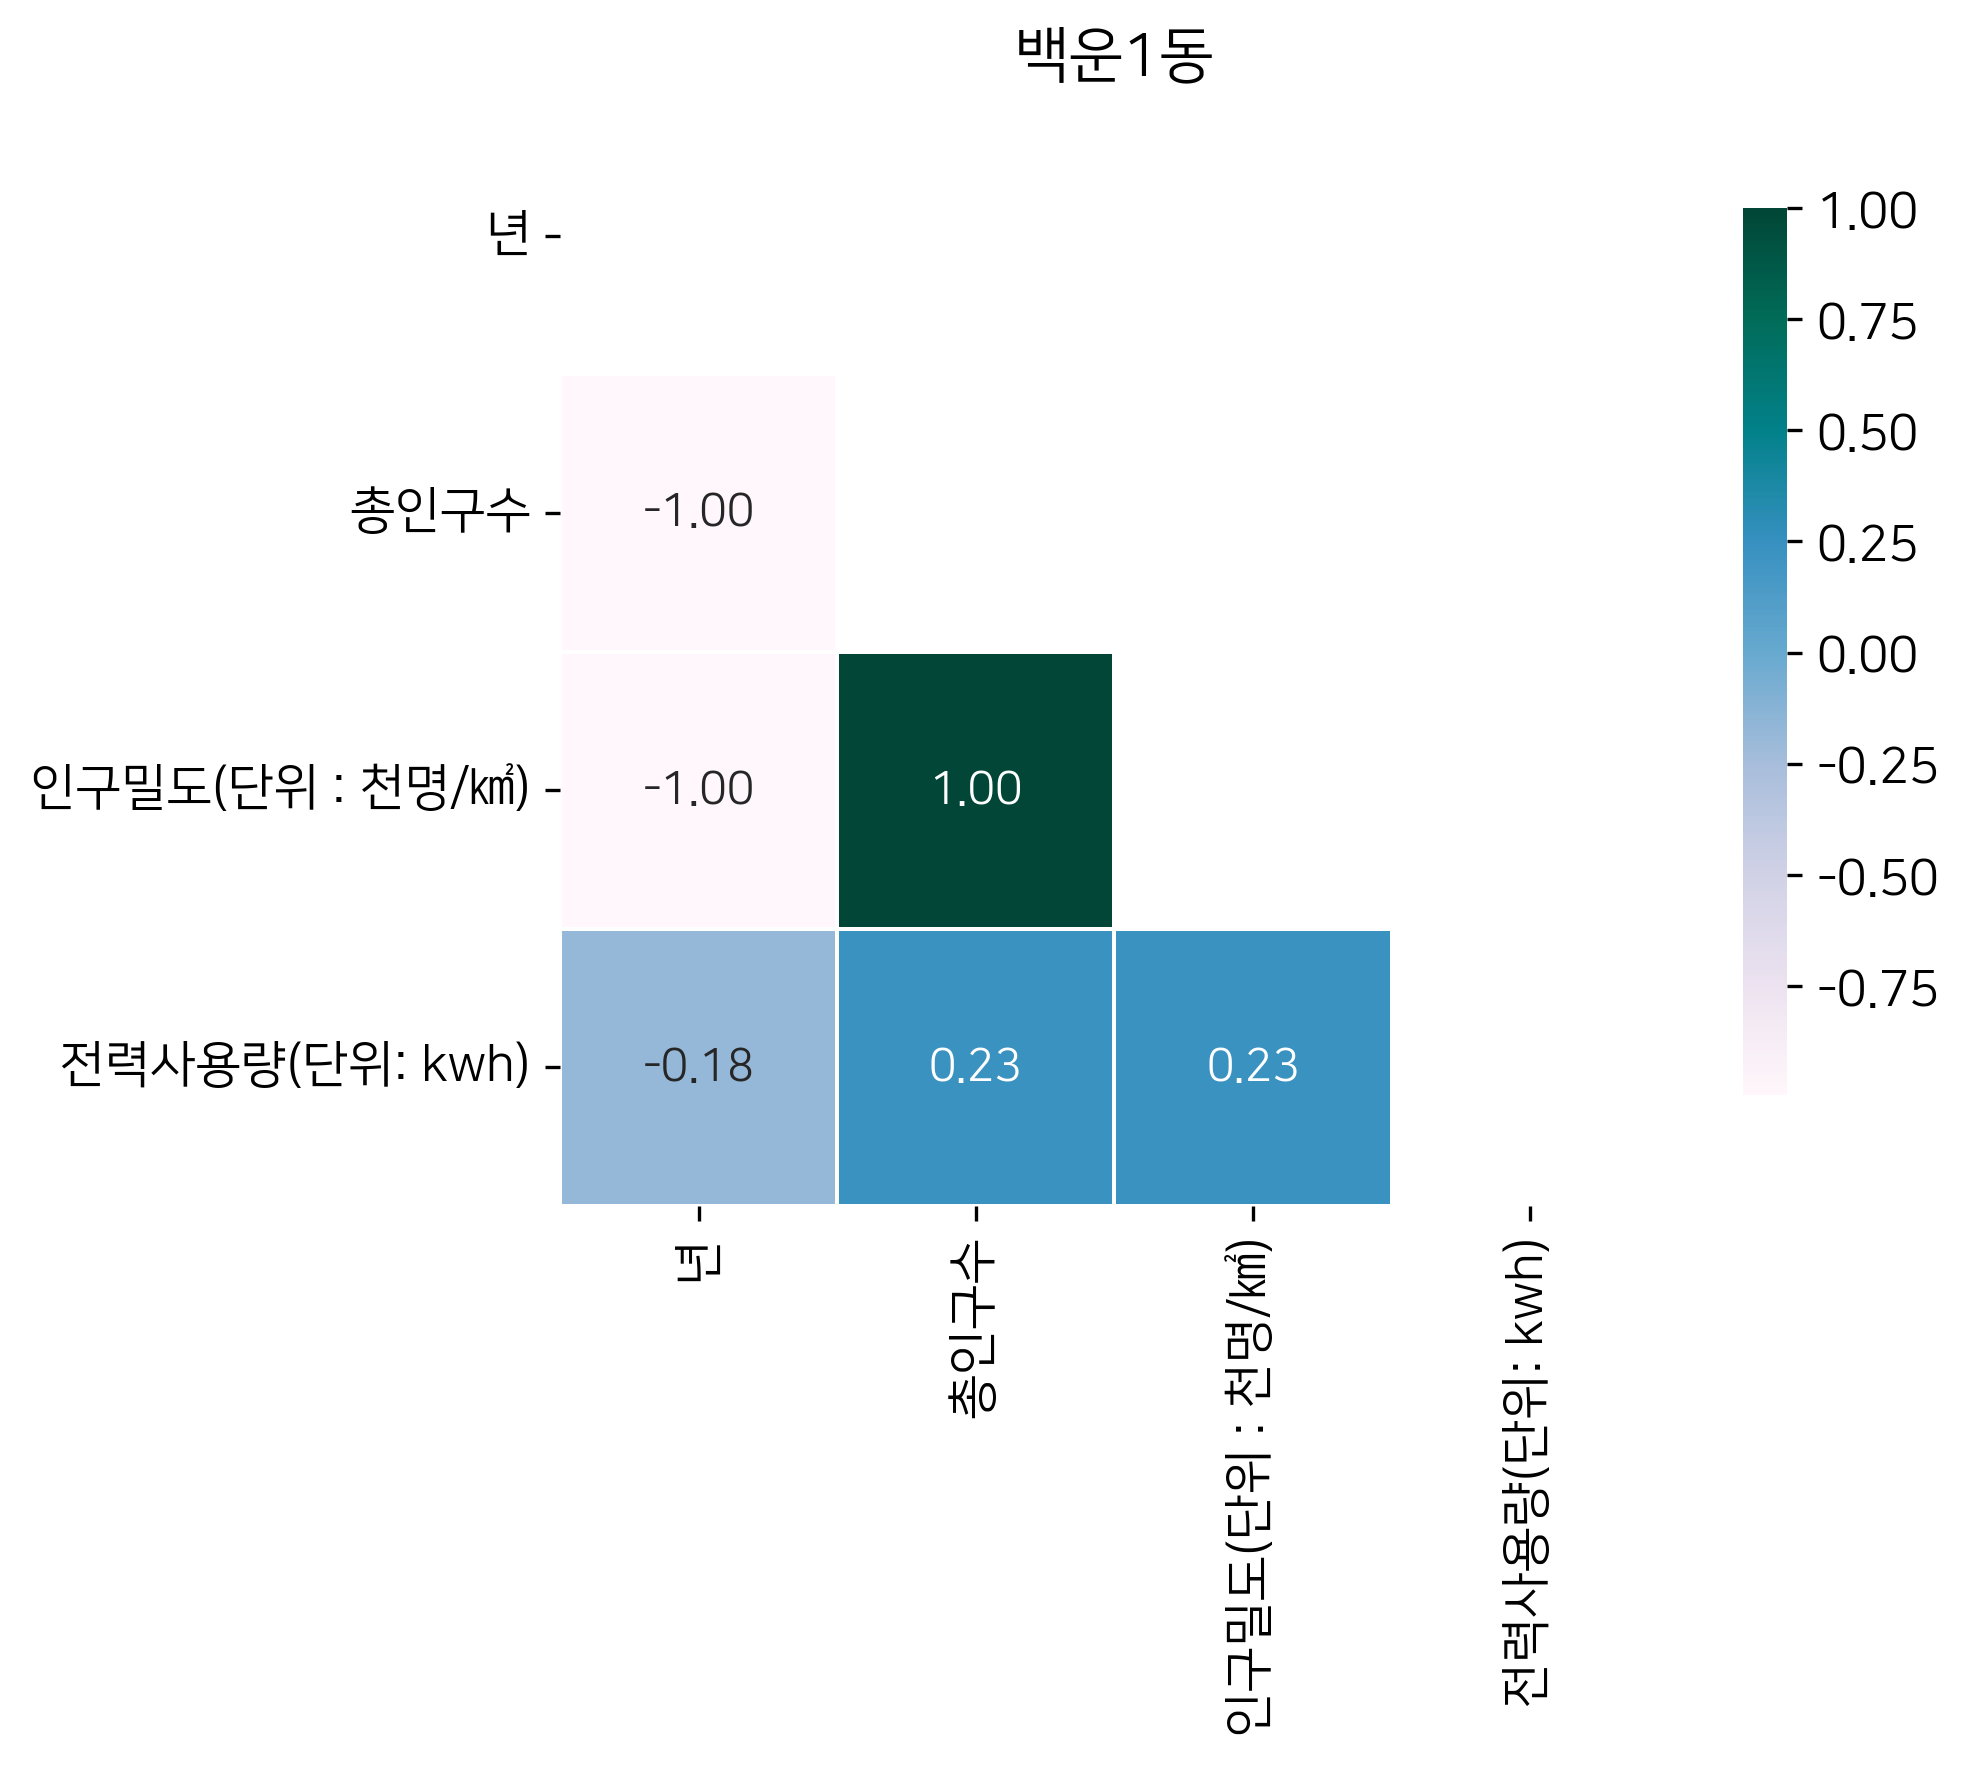 백운1동
년
총인구수
-1.00
인구밀도(단위 : 천명/㎢)
-1.00 1.00
전력사용량(단위: kwh)
-0.18 0.23 0.23
년
총인구수
인구밀도(단위 : 천명/㎢)
전력사용량(단위: kwh)
1.00
0.75
0.50
0.25
0.00
-0.25
-0.50
-0.75